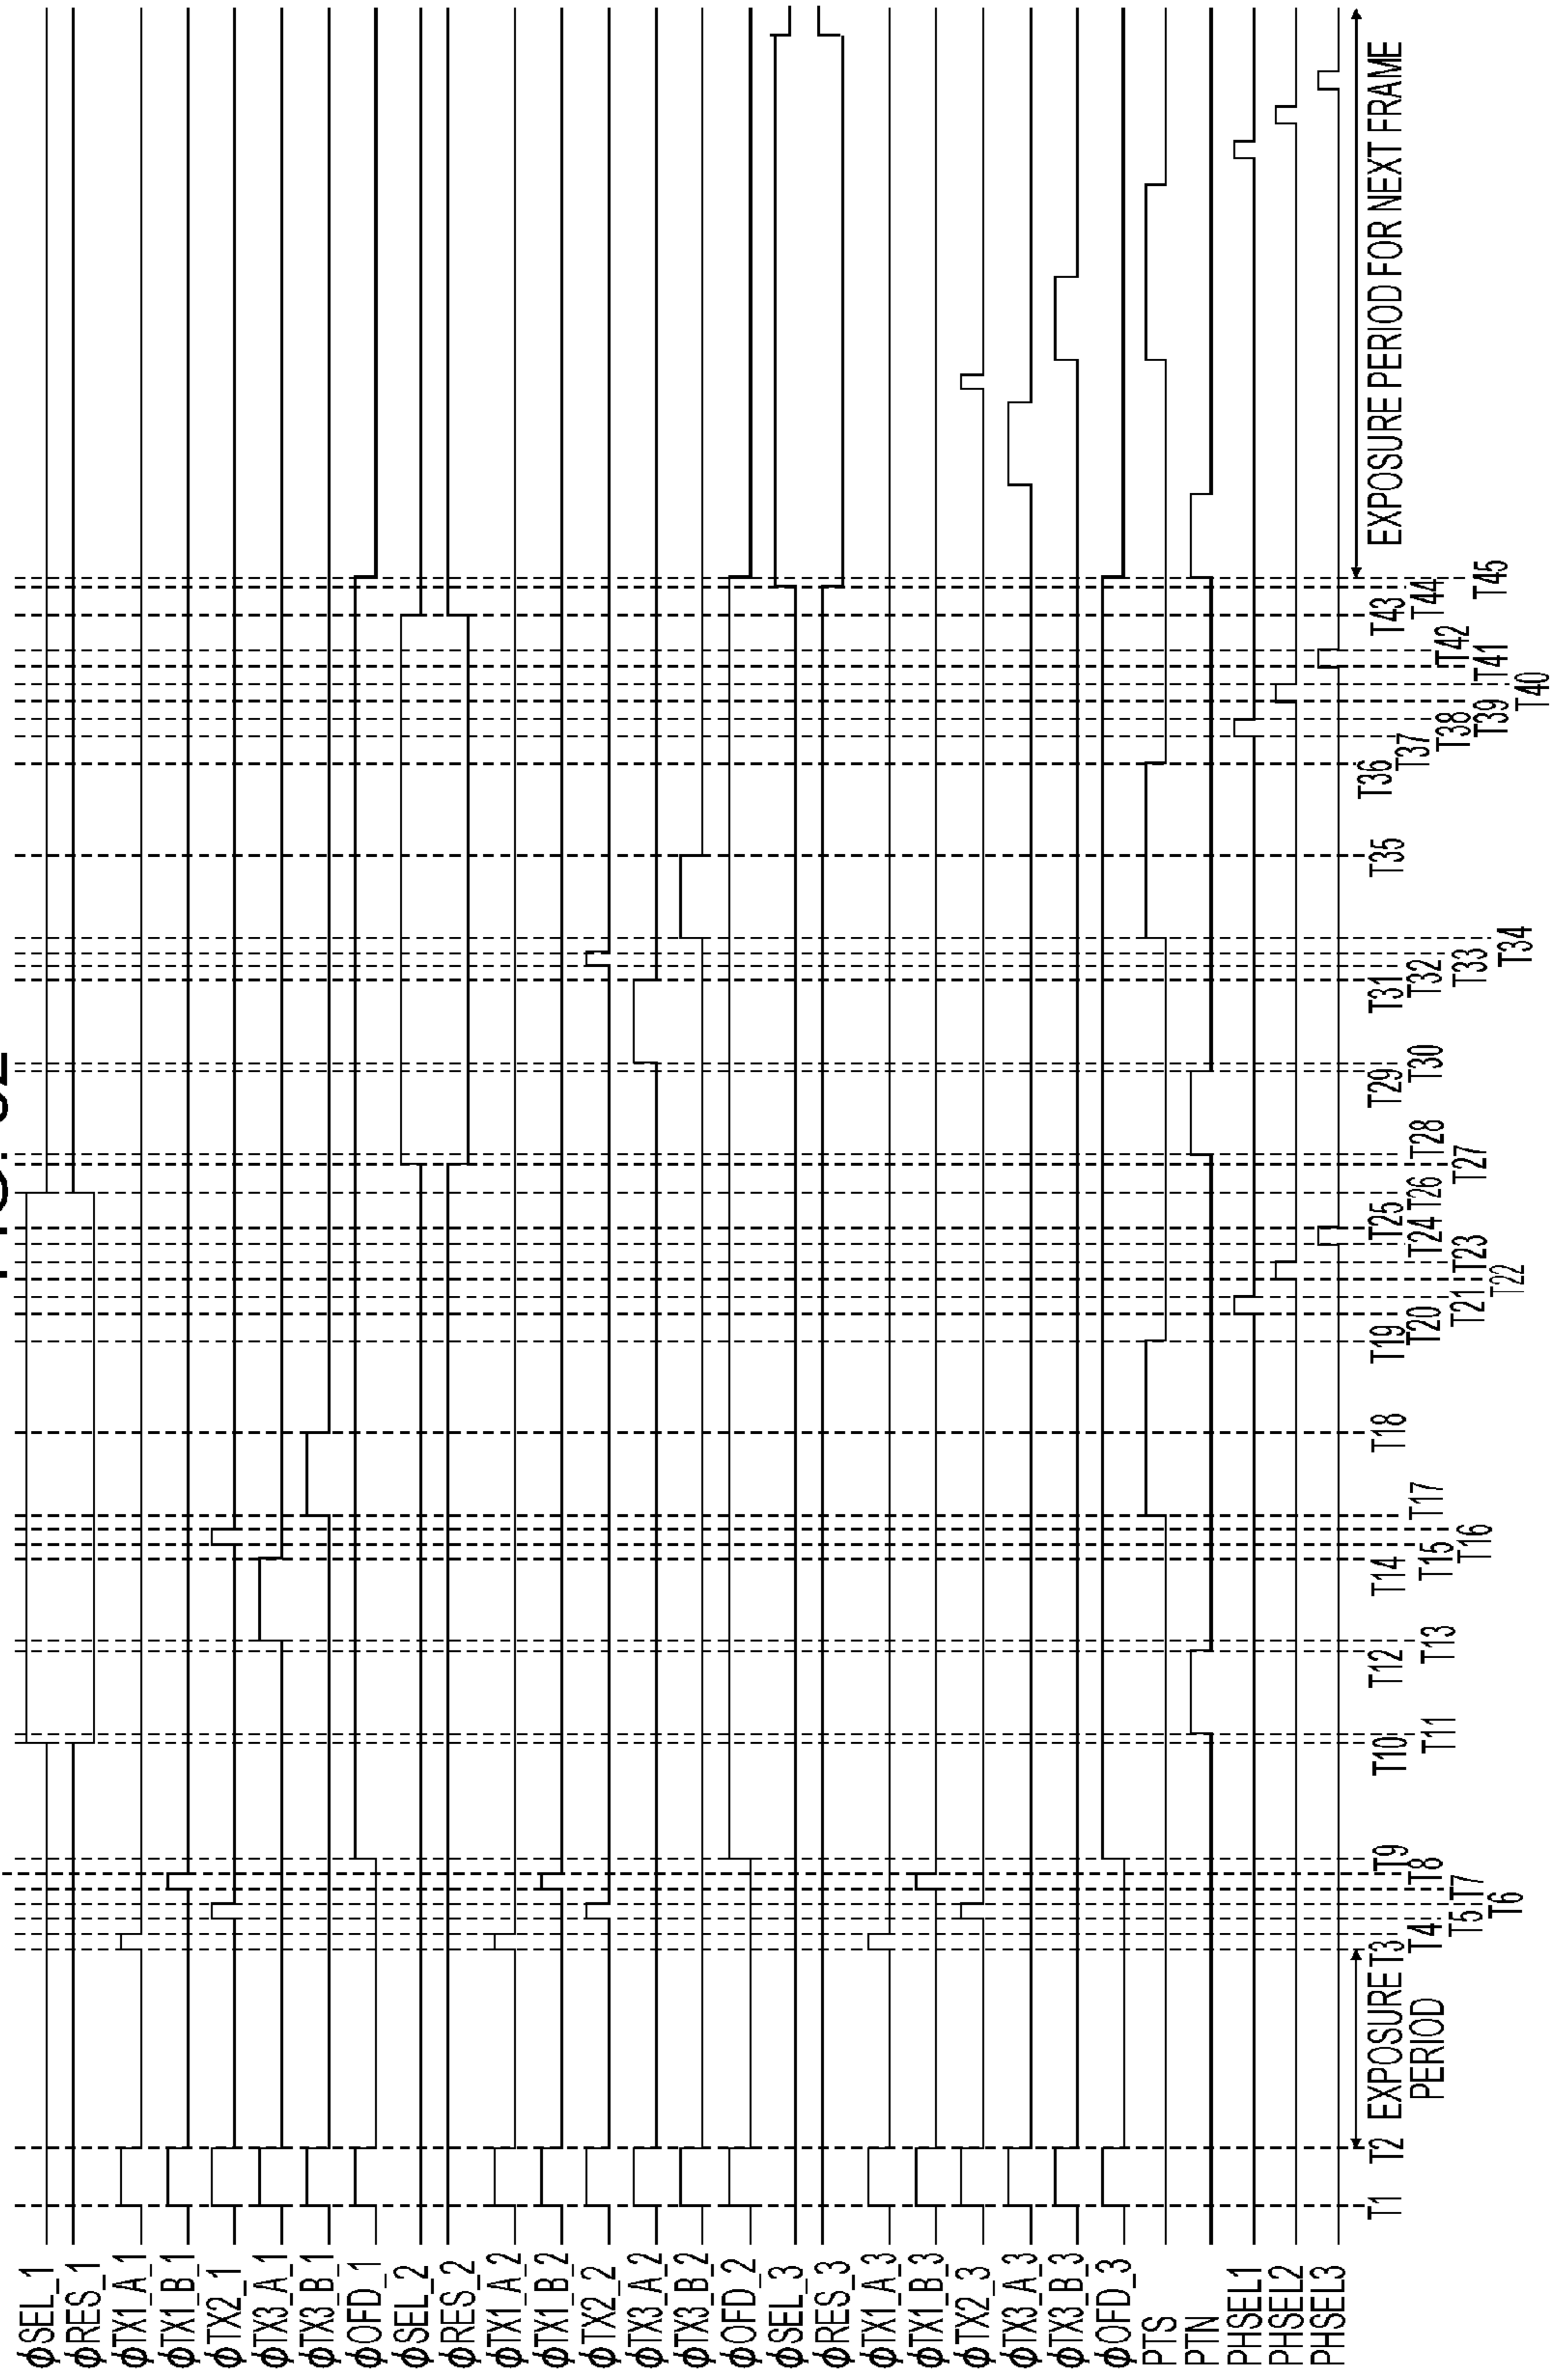 ϕSEL_1
ϕRES_1
ϕTX1_A_1
ϕTX1_B_1
ϕTX2_1
ϕTX3_A_1
ϕTX3_B_1
ϕOFD_1
ϕSEL_2
ϕRES_2
ϕTX1_A_2
ϕTX1_B_2
ϕTX2_2
ϕTX3_A_2
ϕTX3_B_2
ϕOFD_2
ϕSEL_3
ϕRES_3
ϕTX1_A_3
ϕTX1_B_3
ϕTX2_3
ϕTX3_A_3
ϕTX3_B_3
ϕOFD_3
PTS
PTN
PHSEL1
PHSEL2
PHSEL3
T1
T2
EXPOSURE
PERIOD
T3
T4
T5
T6
T7
T8
T9
T10
T11
T12
T13
T14
T15
T16
T17
T18
T19
T20
T21
T22
T23
T24
T25
T26
T27
T28
T29
T30
T31
T32
T33
T34
T35
T36
T37
T38
T39
T40
T41
T42
T43
T44
T45
EXPOSURE PERIOD FOR NEXT FRAME